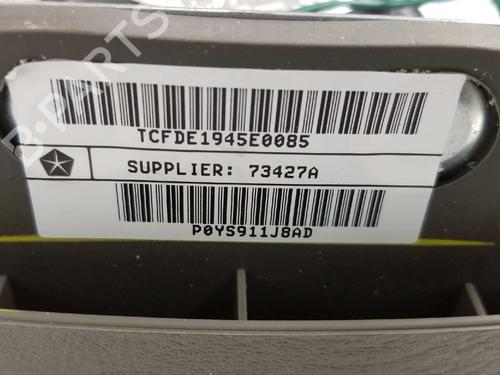 TCFDE1945E0085
SUPPLIER: 73427A
P0YS911J8AD
B-PARTS